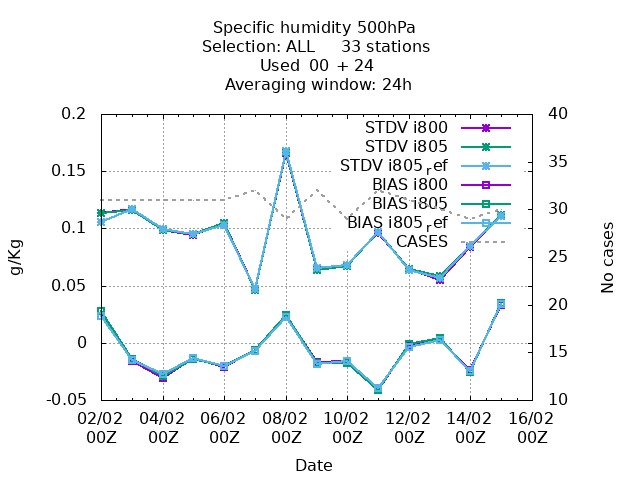 Specific humidity 500hPa
Selection: ALL 33 stations
Used 00 + 24
Averaging window: 24h
0.2
0.15
0.1
0.05
0
-0.05
g/Kg
40
35
30
25
20
15
10
No cases
STDV i800
STDV i805
STDV i805ref
BIAS i800
BIAS i805
BIAS i805ref
CASES
02/02 04/02 06/02 08/02 10/02 12/02 14/02 16/02
00Z 00Z 00Z 00Z 00Z 00Z 00Z 00Z
Date